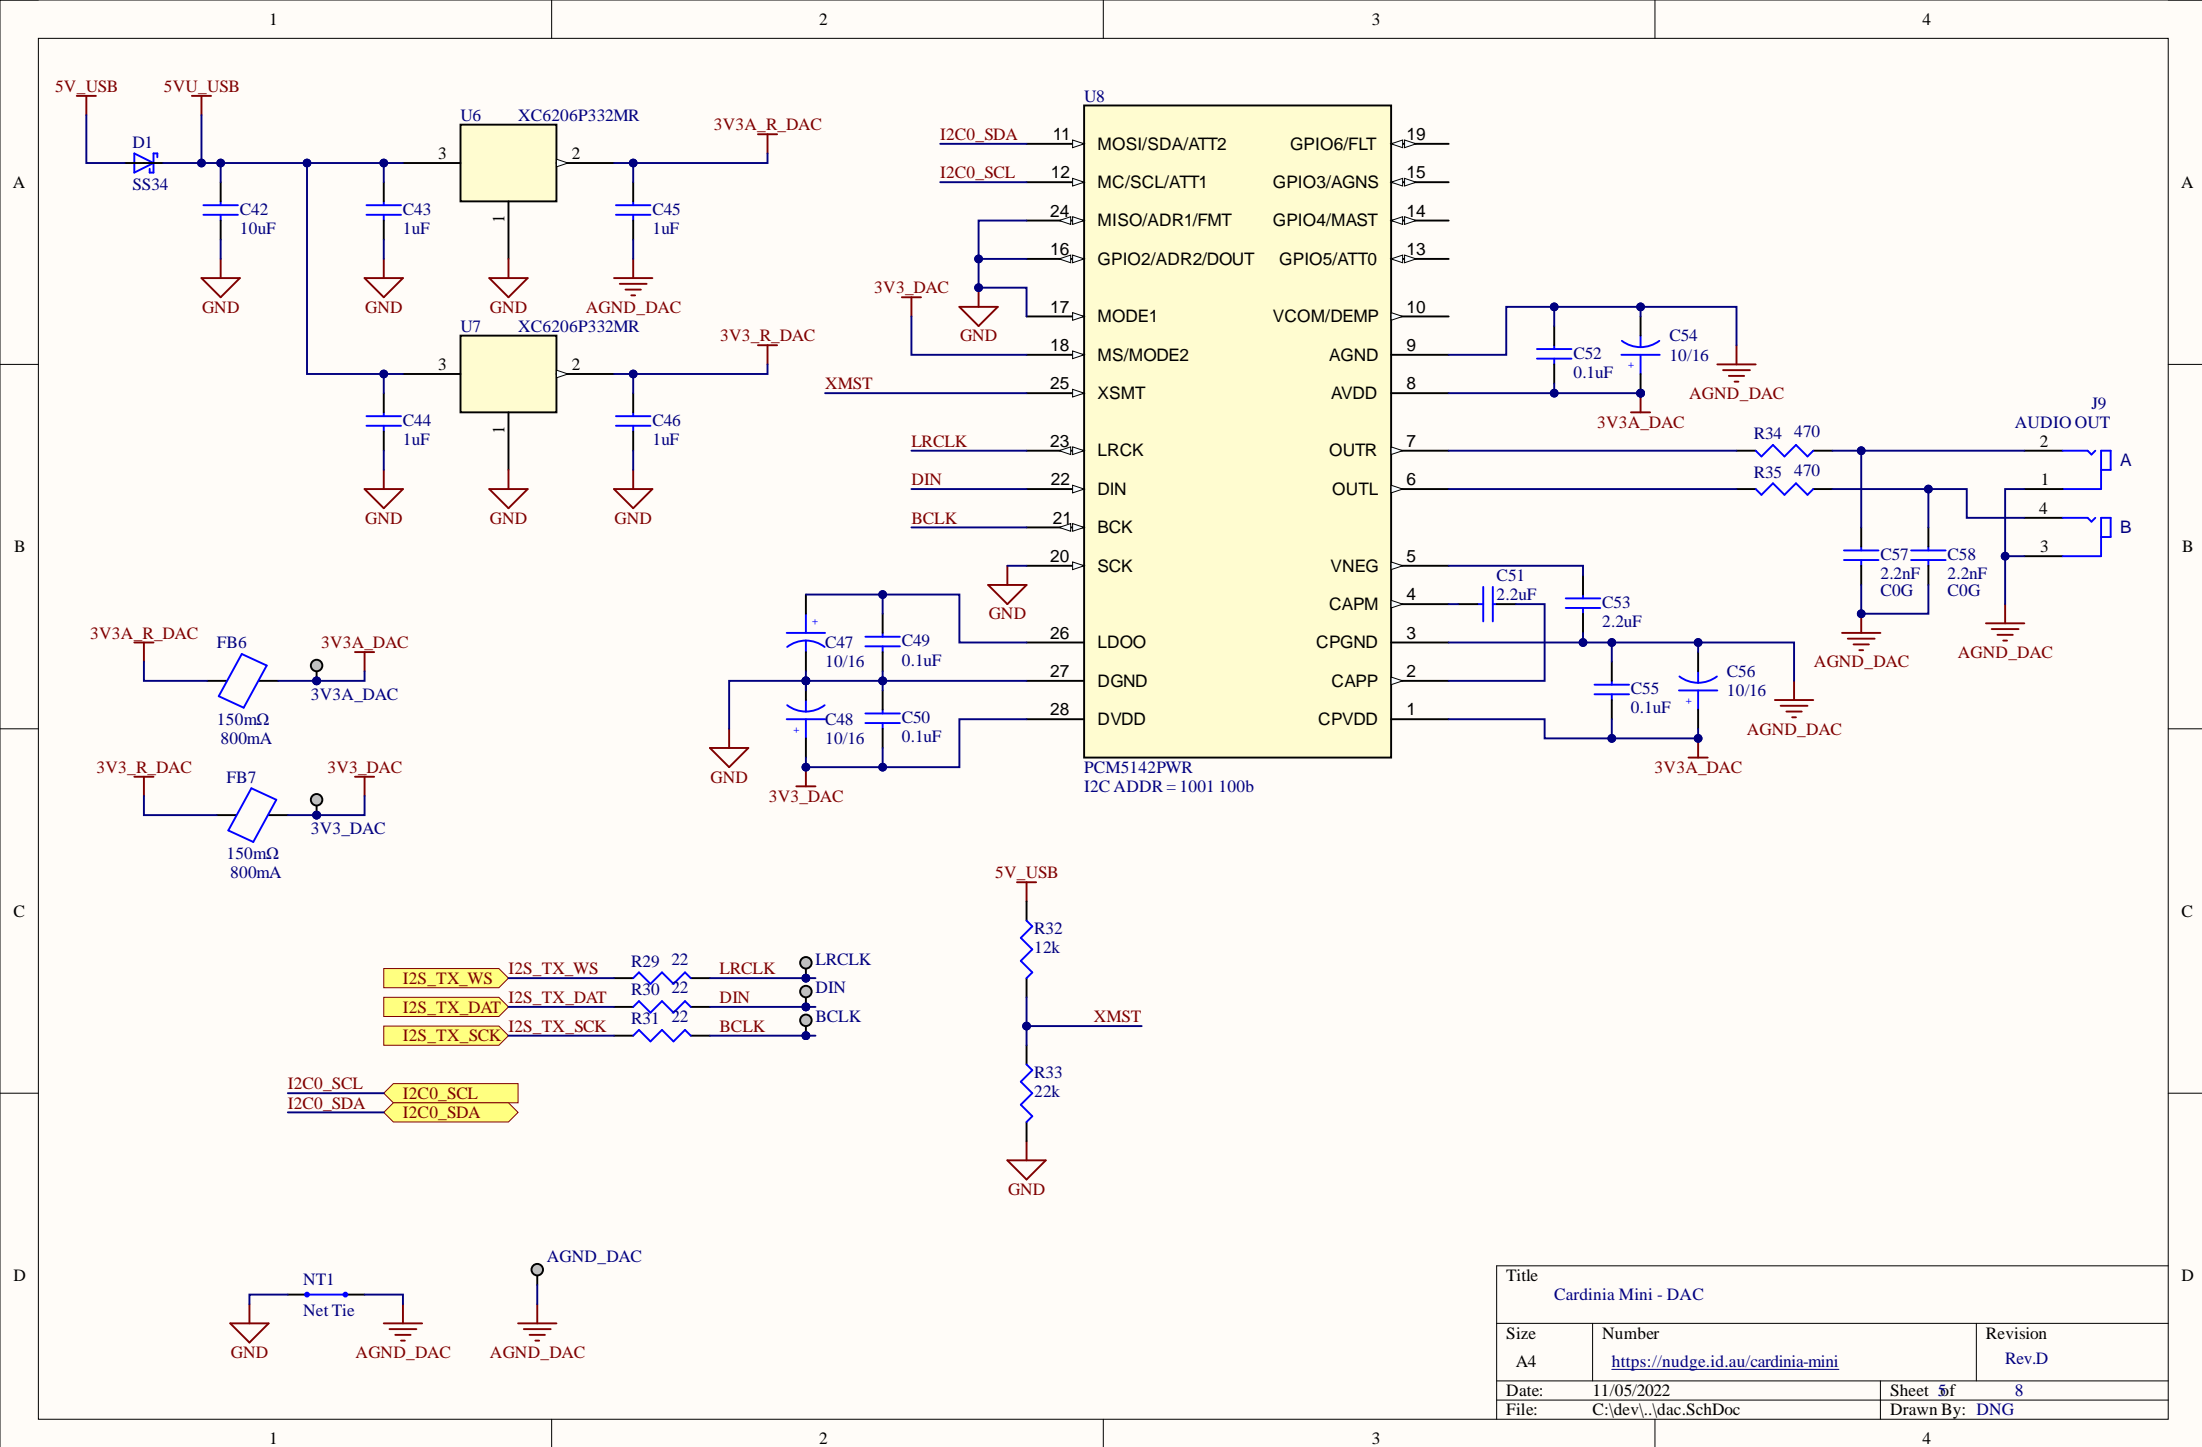 1 2 3 4
A
A
B
B
C
C
D
D
1 2 3 4
5V_USB
5VU_USB
D1
SS34
C42
10uF
GND
C43
1uF
GND
U6 XC6206P332MR
3
2
1
GND
3V3A_R_DAC
C45
1uF
AGND_DAC
U7 XC6206P332MR
3
2
1
GND
3V3_R_DAC
C44
1uF
GND
C46
1uF
GND
3V3A_R_DAC
FB6
3V3A_DAC
3V3A_DAC
150mΩ
800mA
3V3_R_DAC
FB7
3V3_DAC
3V3_DAC
150mΩ
800mA
U8
I2C0_SDA 11 MOSI/SDA/ATT2
I2C0_SCL 12 MC/SCL/ATT1
24 MISO/ADR1/FMT
16 GPIO2/ADR2/DOUT
17 MODE1
18 MS/MODE2
3V3_DAC
GND
XMST 25 XSMT
LRCLK 23 LRCK
DIN 22 DIN
BCLK 21 BCK
20 SCK
GND
26 LDOO
27 DGND
28 DVDD
C47
10/16
C49
0.1uF
C48
10/16
C50
0.1uF
GND
3V3_DAC
GPIO6/FLT 19
GPIO3/AGNS 15
GPIO4/MAST 14
GPIO5/ATT0 13
VCOM/DEMP 10
AGND 9
AVDD 8
OUTR 7
OUTL 6
VNEG 5
CAPM 4
CPGND 3
CAPP 2
CPVDD 1
PCM5142PWR
I2C ADDR = 1001 100b
C52
0.1uF
C54
10/16
AGND_DAC
3V3A_DAC
R34 470
R35 470
J9
AUDIO OUT
2
A
1
4
B
3
C57
2.2nF
C0G
C58
2.2nF
C0G
AGND_DAC
AGND_DAC
C51
2.2uF
C53
2.2uF
C55
0.1uF
C56
10/16
AGND_DAC
3V3A_DAC
I2S_TX_WS I2S_TX_WS R29 22 LRCLK LRCLK
I2S_TX_DAT I2S_TX_DAT R30 22 DIN DIN
I2S_TX_SCK I2S_TX_SCK R31 22 BCLK BCLK
I2C0_SCL I2C0_SCL
I2C0_SDA I2C0_SDA
5V_USB
R32
12k
XMST
R33
22k
GND
NT1
Net Tie
GND
AGND_DAC
AGND_DAC
AGND_DAC
Title
Cardinia Mini - DAC
Size Number Revision
A4 https://nudge.id.au/cardinia-mini Rev.D
Date: 11/05/2022 Sheet 5 of 8
File: C:\dev\..\dac.SchDoc Drawn By: DNG